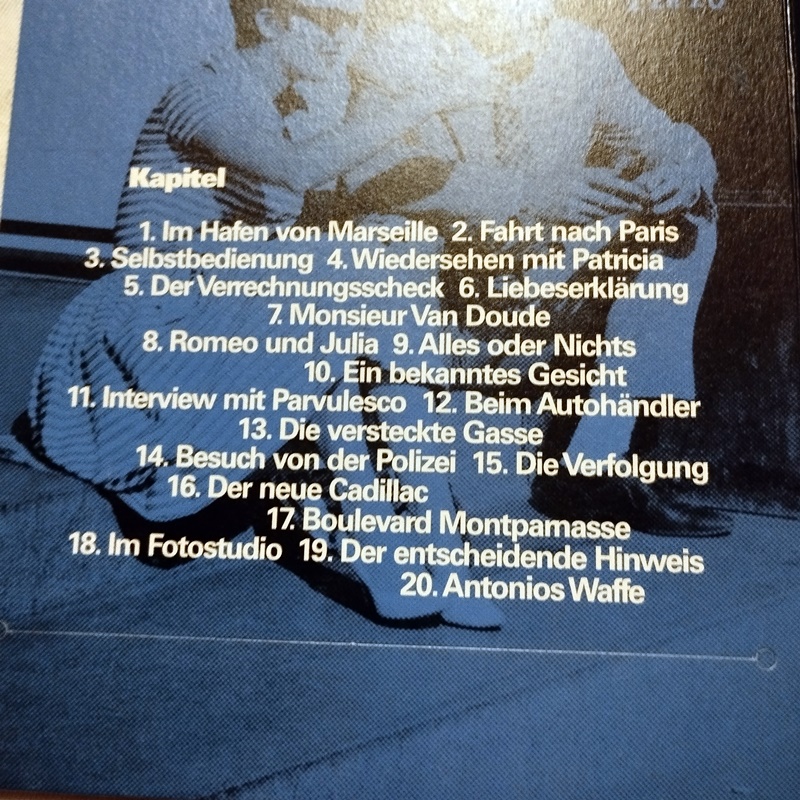 Kapitel
1. Im Hafen von Marseille 2. Fahrt nach Paris
3. Selbstbedienung 4. Wiedersehen mit Patricia
5. Der Verrechnungsscheck 6. Liebeserklärung
7. Monsieur Van Doude
8. Romeo und Julia 9. Alles oder Nichts
10. Ein bekanntes Gesicht
11. Interview mit Parvulesco 12. Beim Autohändler
13. Die versteckte Gasse
14. Besuch von der Polizei 15. Die Verfolgung
16. Der neue Cadillac
17. Boulevard Montparnasse
18. Im Fotostudio 19. Der entscheidende Hinweis
20. Antonios Waffe